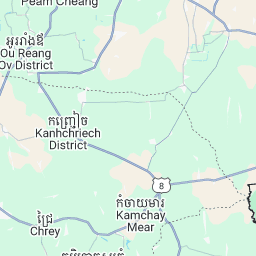 Peam Cheang
អូររាំងឪ
Ou Reang
Ov District
កញ្ជ្រៀច
Kanhchriech
District
8
កំចាយមារ
Kamchay
Mear
ជ្រៃ
Chrey